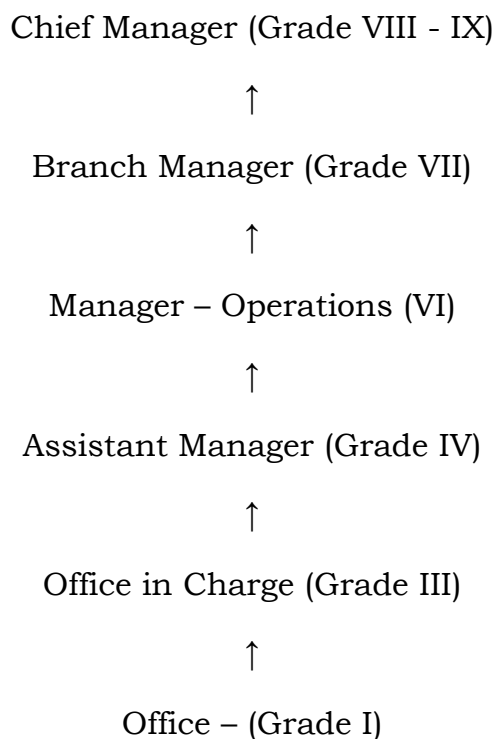 Chief Manager (Grade VIII - IX)
↑
Branch Manager (Grade VII)
↑
Manager – Operations (VI)
↑
Assistant Manager (Grade IV)
↑
Office in Charge (Grade III)
↑
Office – (Grade I)